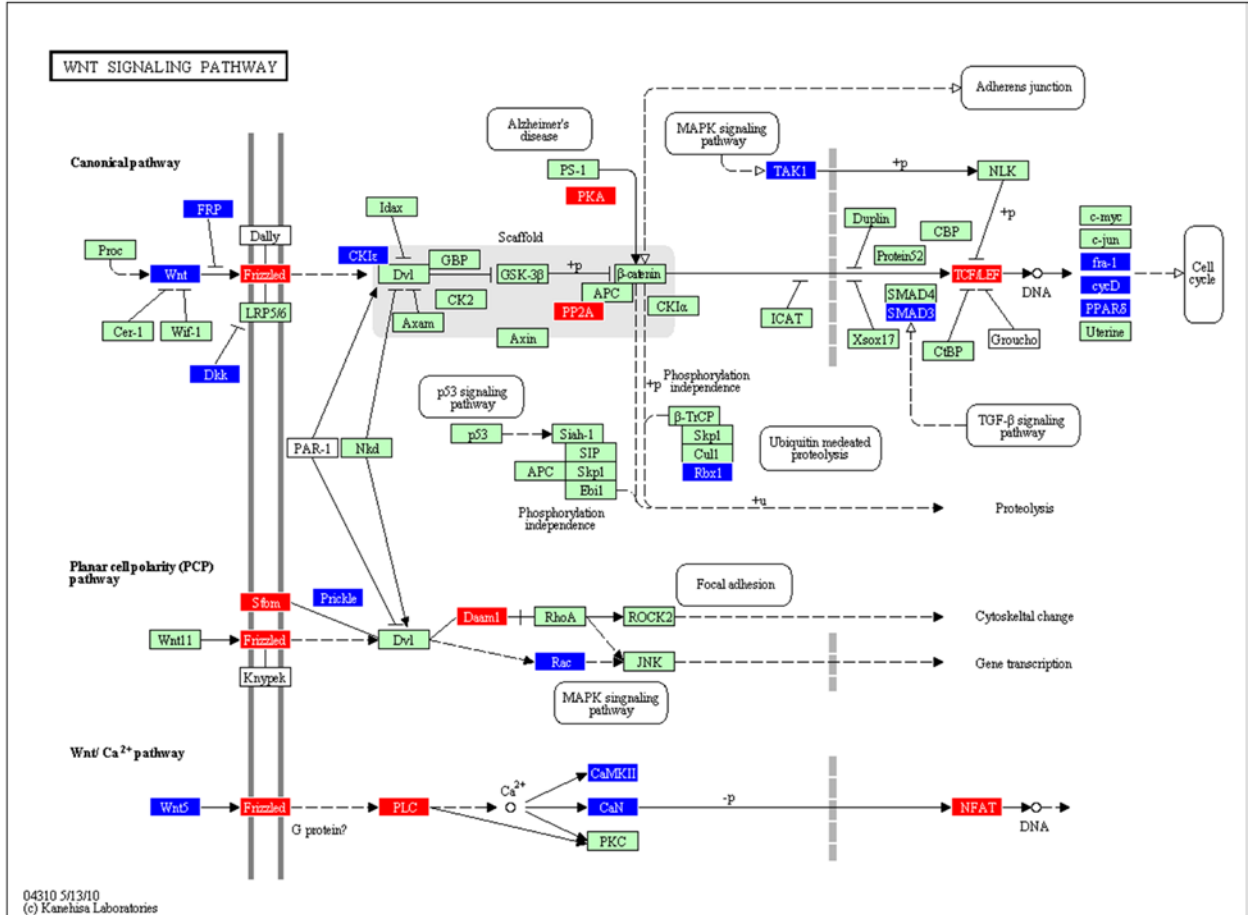 WNT SIGNALING PATHWAY
Adherens junction
Alzheimer's
disease
MAPK signaling
pathway
Canonical pathway
PS-1
TAK1
+p
NLK
PKA
FRP
Idax
Duplin
CBP
c-myc
Dally
Scaffold
+p
Proc
CKIε
GBP
Protein52
c-jun
Wnt
Frizzled
Dvl
GSK-3β
+p
β-catenin
TCF/LEF
DNA
fra-1
Cell
cycle
CK2
APC
SMAD4
cycD
LRP5/6
PP2A
CKIα
SMAD3
PPARδ
Cer-1
Wif-1
Axam
ICAT
Uterine
Axin
Xsox17
CtBP
Groucho
Dkk
+p
Phosphorylation
independence
p53 signaling
pathway
β-TrCP
TGF-β signaling
pathway
PAR-1
Nkd
p53
Siah-1
Skp1
Ubiquitin medeated
proteolysis
SIP
Cul1
APC
Skp1
Rbx1
Ebi1
+u
Proteolysis
Phosphorylation
independence
Planar cell polarity (PCP)
pathway
Focal adhesion
Stbm
Prickle
Daam1
RhoA
ROCK2
Cytoskeltal change
Wnt11
Frizzled
Dvl
Rac
JNK
Gene transcription
Knypek
MAPK singnaling
pathway
Wnt/ Ca2+ pathway
CaMKII
Ca2+
Wnt5
Frizzled
PLC
CaN
-p
NFAT
DNA
G protein?
PKC
04310 5/13/10
(c) Kanehisa Laboratories